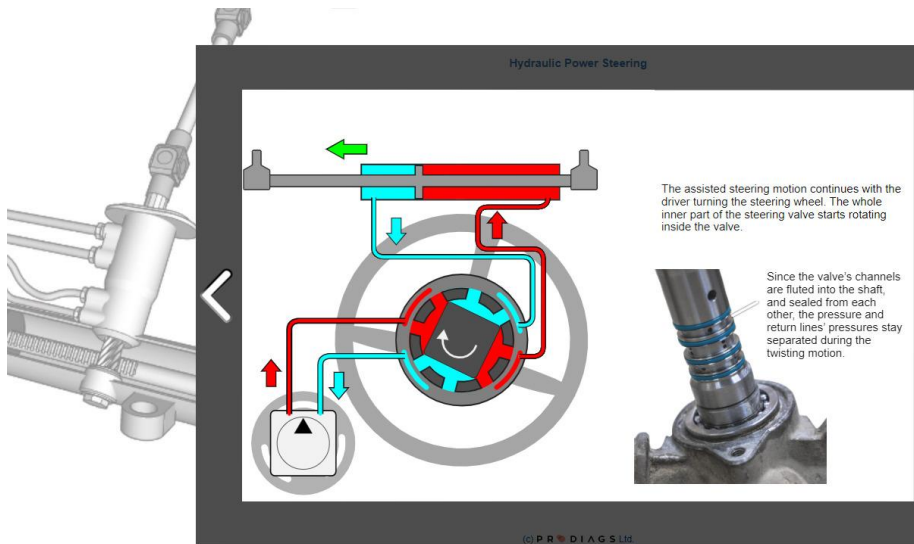 Hydraulic Power Steering
The assisted steering motion continues with the
driver turning the steering wheel. The whole
inner part of the steering valve starts rotating
inside the valve.
Since the valve's channels
are fluted into the shaft,
and sealed from each
other, the pressure and
return lines' pressures stay
separated during the
twisting motion.
(c) PRODIAGS Ltd.